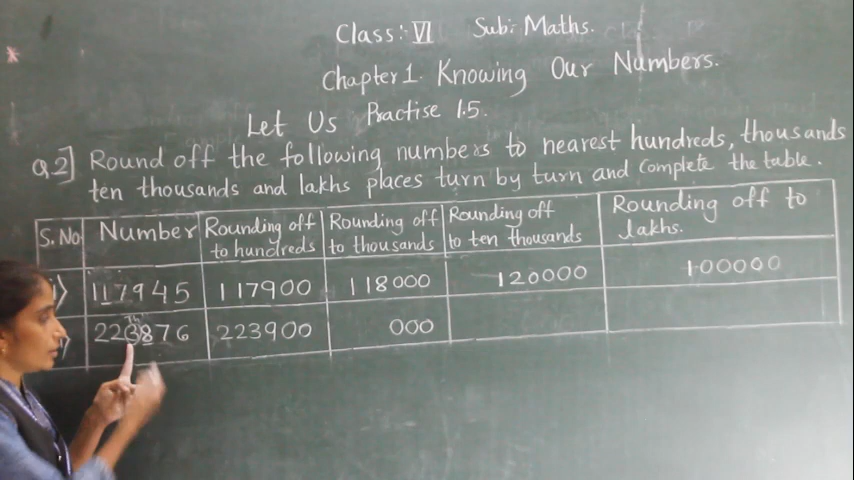 Class: VI Sub: Maths.
Chapter 1. Knowing Our Numbers.
Let Us Practise 1.5.
Q.2] Round off the following numbers to nearest hundreds, thousands
ten thousands and lakhs places turn by turn and complete the table.
S.No Number Rounding off to hundreds Rounding off to thousands Rounding off to ten thousands Rounding off to lakhs.
117945 117900 118000 120000 100000
Th
223876 223900 000